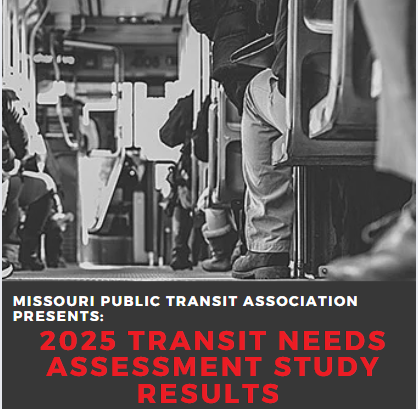 MISSOURI PUBLIC TRANSIT ASSOCIATION
PRESENTS:
2025 TRANSIT NEEDS
ASSESSMENT STUDY
RESULTS